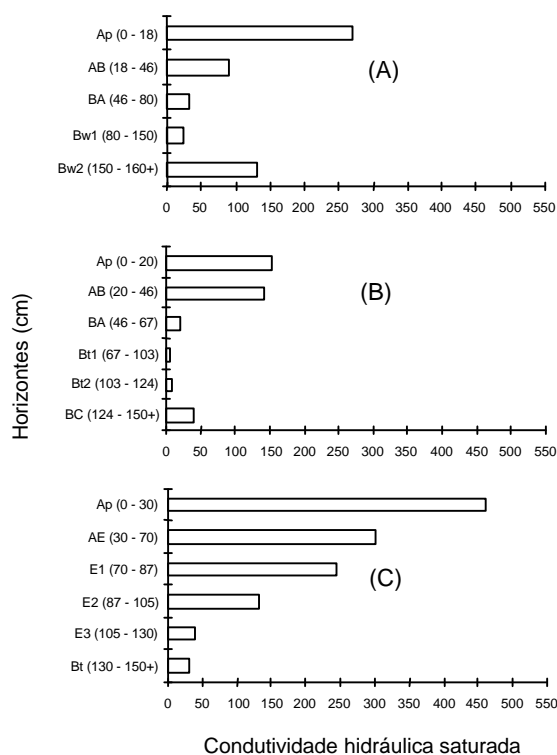 Ap (0 - 18)
AB (18 - 46)
BA (46 - 80)
Bw1 (80 - 150)
Bw2 (150 - 160+)
(A)
0 50 100 150 200 250 300 350 400 450 500 550
Ap (0 - 20)
AB (20 - 46)
BA (46 - 67)
Bt1 (67 - 103)
Bt2 (103 - 124)
BC (124 - 150+)
(B)
0 50 100 150 200 250 300 350 400 450 500 550
Horizontes (cm)
Ap (0 - 30)
AE (30 - 70)
E1 (70 - 87)
E2 (87 - 105)
E3 (105 - 130)
Bt (130 - 150+)
(C)
0 50 100 150 200 250 300 350 400 450 500 550
Condutividade hidráulica saturada